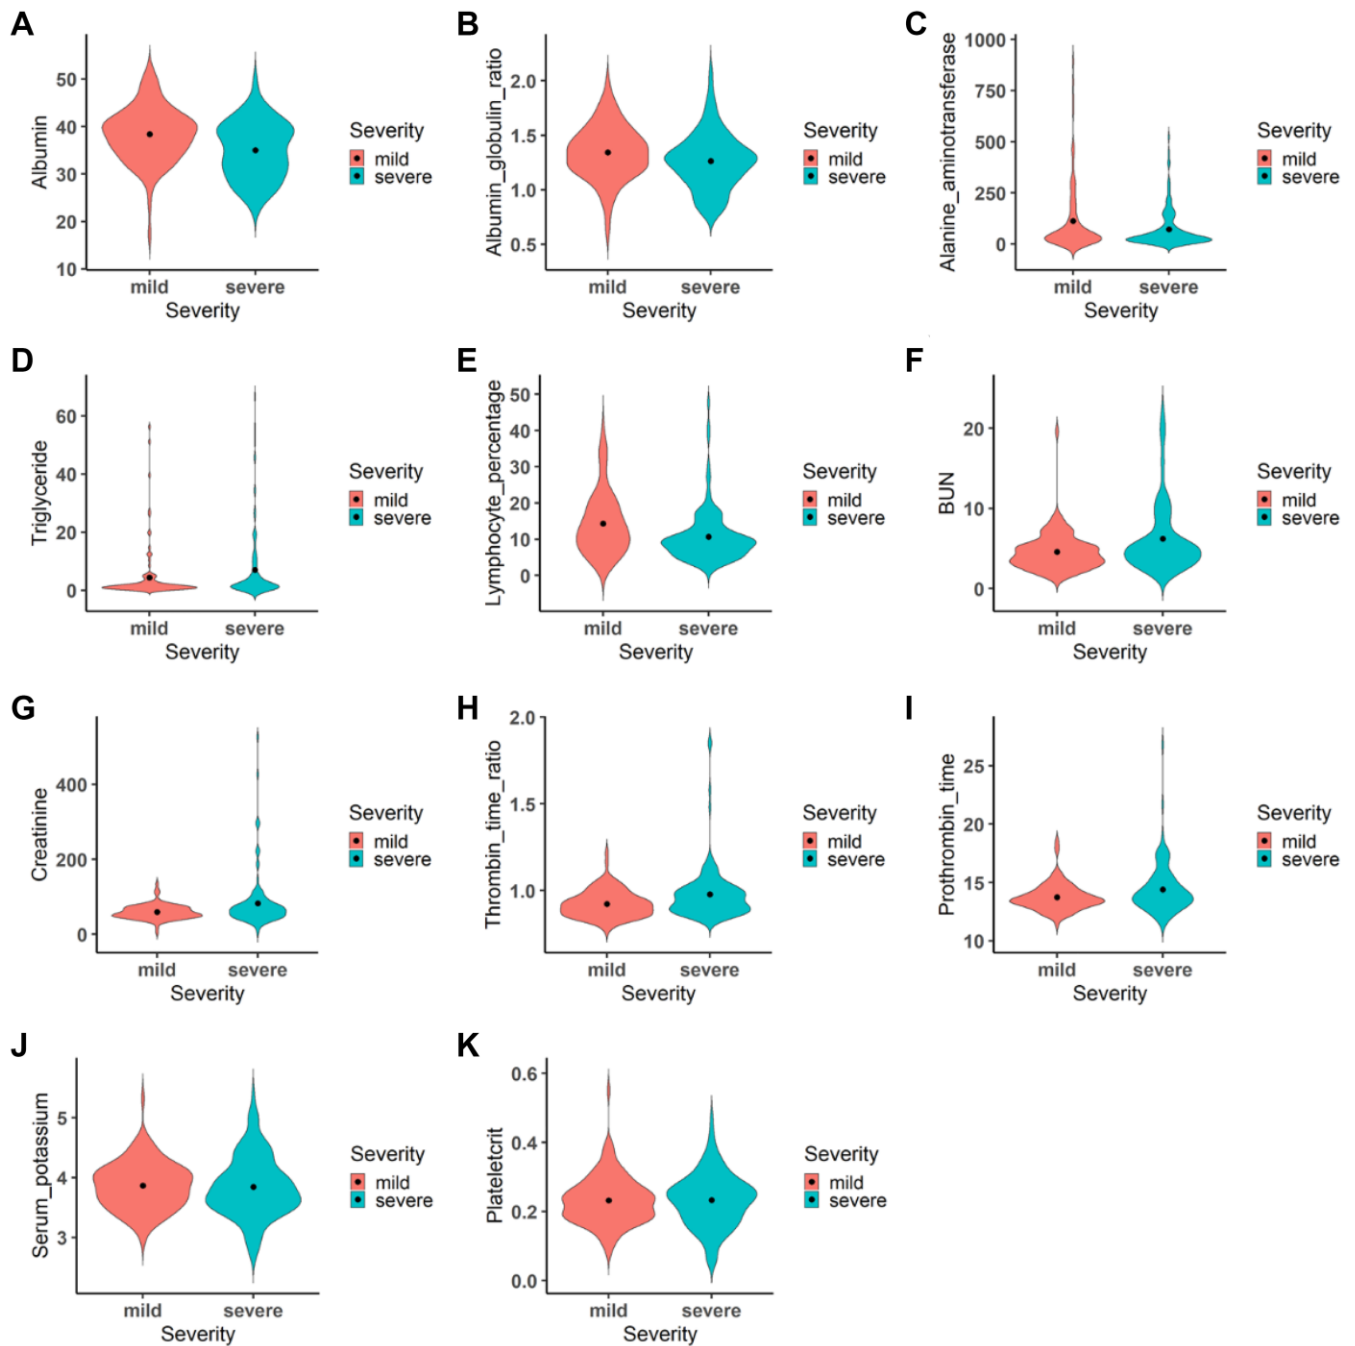 A
Albumin
50
40
30
20
10
mild severe
Severity
Severity
mild
severe
B
Albumin_globulin_ratio
2.0
1.5
1.0
0.5
mild severe
Severity
Severity
mild
severe
C
Alanine_aminotransferase
1000
750
500
250
0
mild severe
Severity
Severity
mild
severe
D
Triglyceride
60
40
20
0
mild severe
Severity
Severity
mild
severe
E
Lymphocyte_percentage
50
40
30
20
10
0
mild severe
Severity
Severity
mild
severe
F
BUN
20
10
0
mild severe
Severity
Severity
mild
severe
G
Creatinine
400
200
0
mild severe
Severity
Severity
mild
severe
H
Thrombin_time_ratio
2.0
1.5
1.0
mild severe
Severity
Severity
mild
severe
I
Prothrombin_time
25
20
15
10
mild severe
Severity
Severity
mild
severe
J
Serum_potassium
5
4
3
mild severe
Severity
Severity
mild
severe
K
Plateletcrit
0.6
0.4
0.2
0.0
mild severe
Severity
Severity
mild
severe